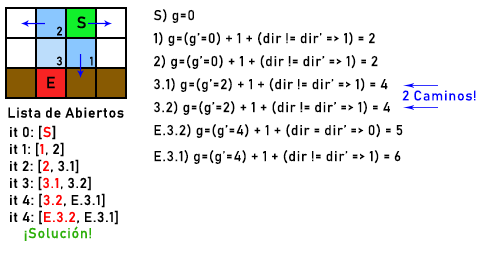 S
2
3
1
E
Lista de Abiertos
it 0: [S]
it 1: [1, 2]
it 2: [2, 3.1]
it 3: [3.1, 3.2]
it 4: [3.2, E.3.1]
it 4: [E.3.2, E.3.1]
¡Solución!
S) g=0
1) g=(g'=0) + 1 + (dir != dir' => 1) = 2
2) g=(g'=0) + 1 + (dir != dir' => 1) = 2
3.1) g=(g'=2) + 1 + (dir != dir' => 1) = 4
2 Caminos!
3.2) g=(g'=2) + 1 + (dir != dir' => 1) = 4
E.3.2) g=(g'=4) + 1 + (dir = dir' => 0) = 5
E.3.1) g=(g'=4) + 1 + (dir != dir' => 1) = 6